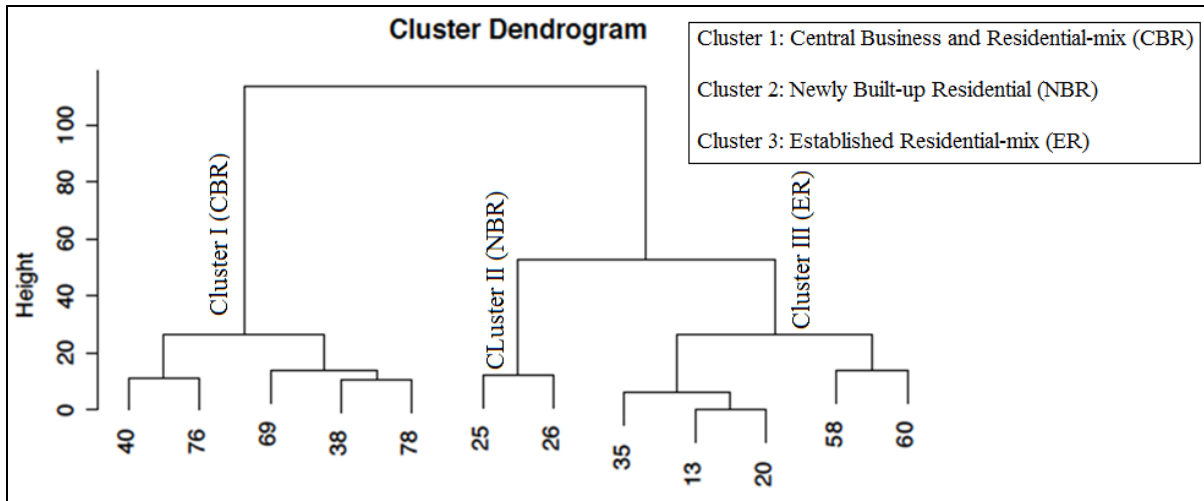 Cluster Dendrogram
Cluster 1: Central Business and Residential-mix (CBR)
Cluster 2: Newly Built-up Residential (NBR)
Cluster 3: Established Residential-mix (ER)
Height
100
80
60
40
20
0
Cluster I (CBR)
CLuster II (NBR)
Cluster III (ER)
40 76 69 38 78 25 26 35 13 20 58 60